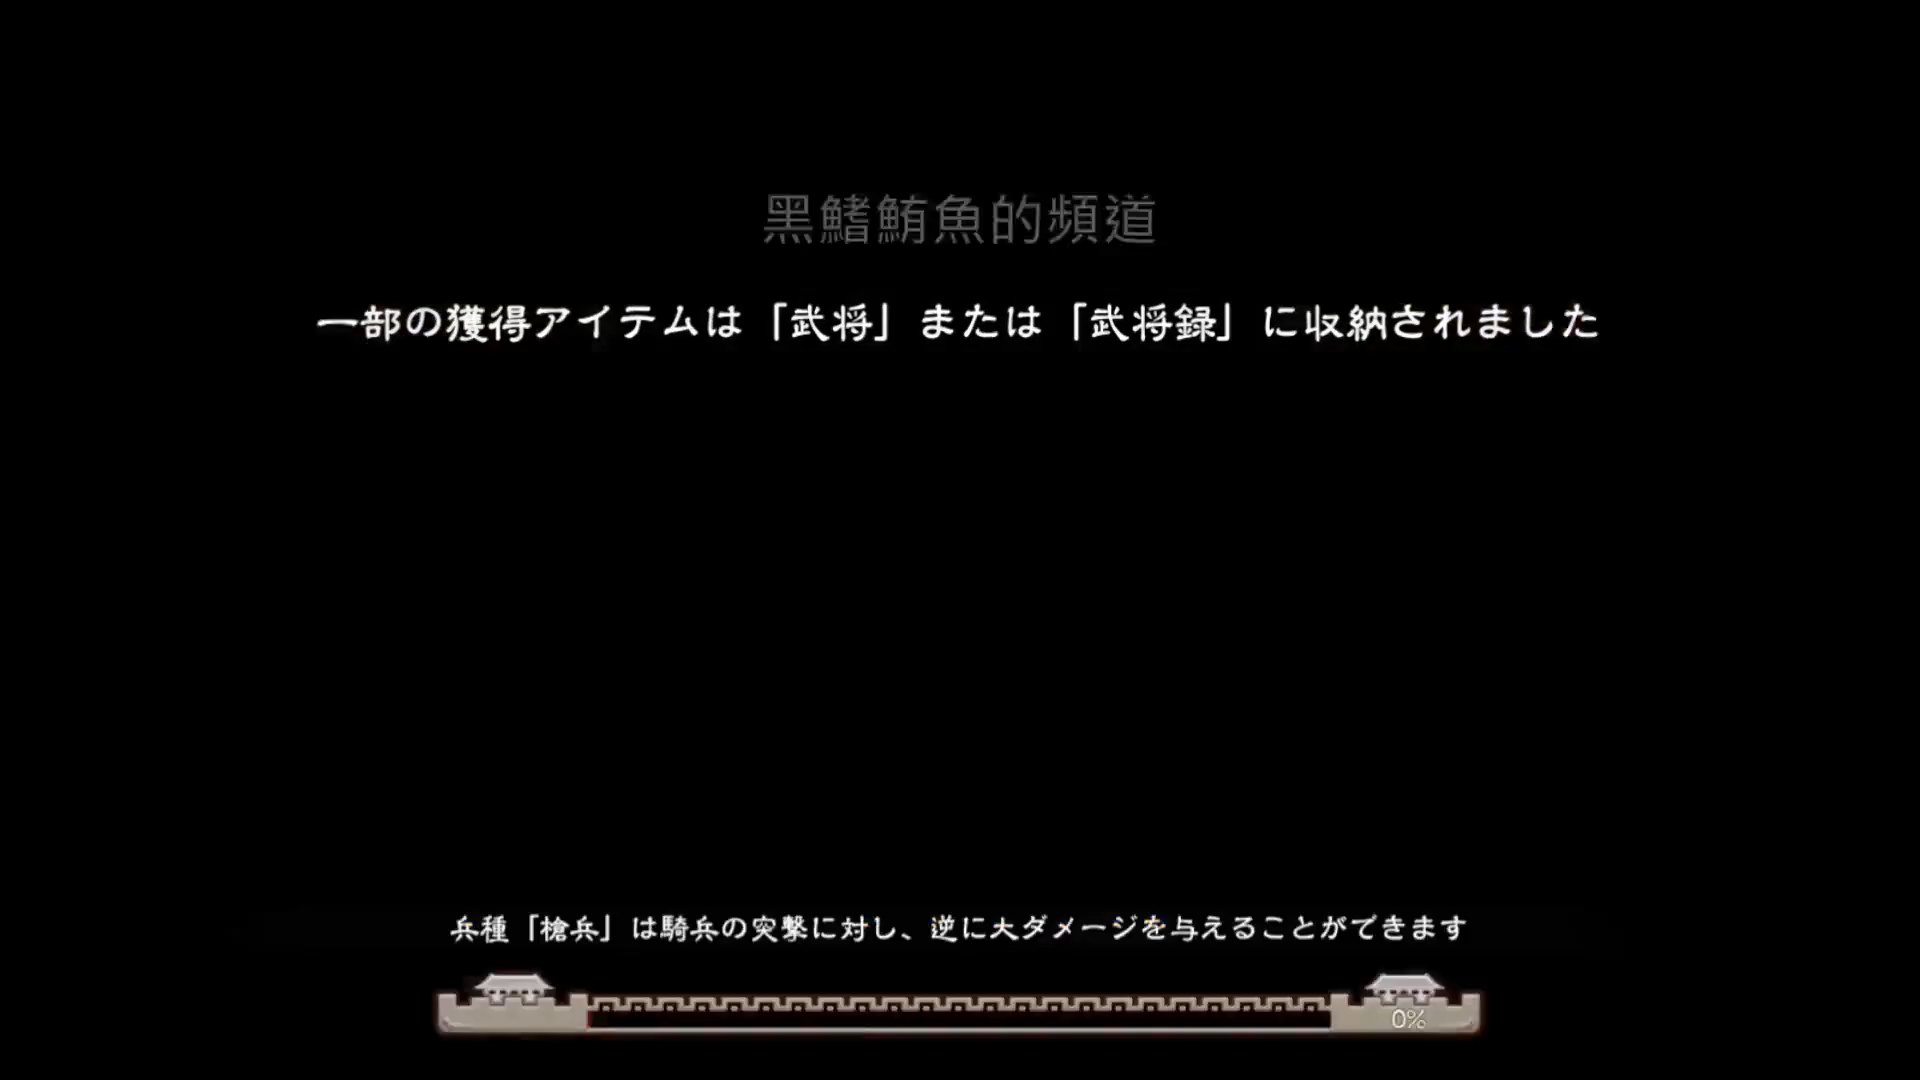 黑鰭鮪魚的頻道
一部の獲得アイテムは「武将」または「武将録」に収納されました
兵種「槍兵」は騎兵の突撃に対し、逆に大ダメージを与えることができます
0%